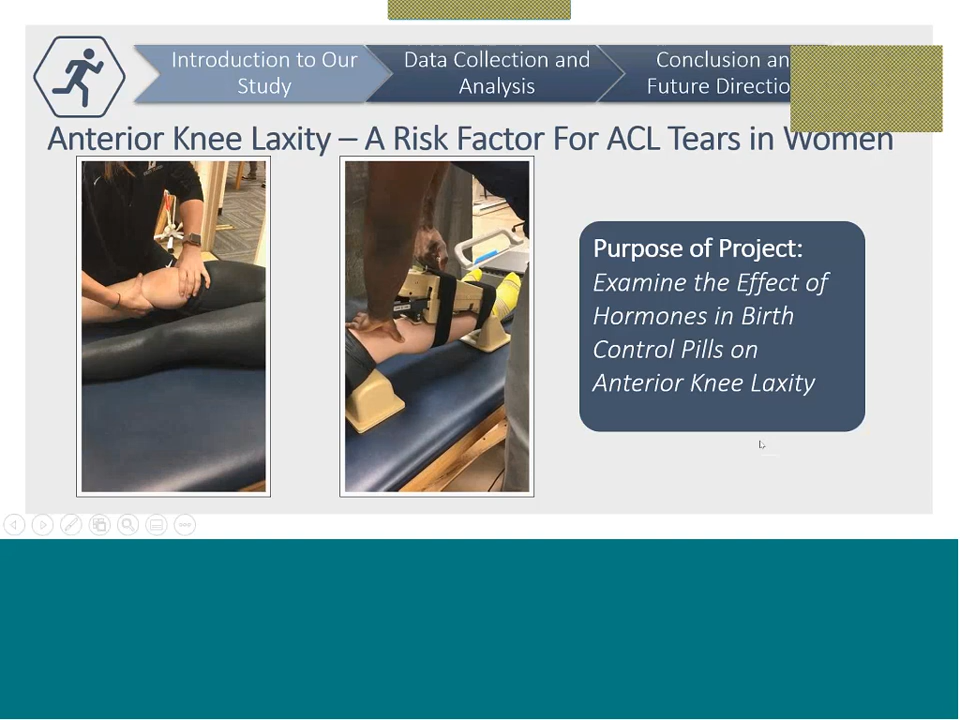 Introduction to Our
Study
Data Collection and
Analysis
Conclusion an
Future Directio
Anterior Knee Laxity – A Risk Factor For ACL Tears in Women
Purpose of Project:
Examine the Effect of
Hormones in Birth
Control Pills on
Anterior Knee Laxity